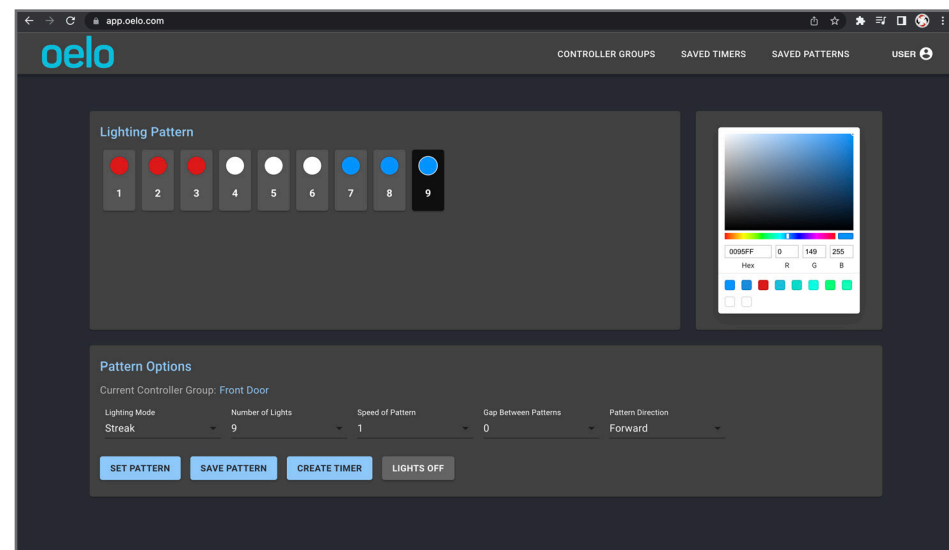 app.oelo.com
oelo
CONTROLLER GROUPS SAVED TIMERS SAVED PATTERNS USER
Lighting Pattern
1 2 3 4 5 6 7 8 9
0095FF 0 149 255
Hex R G B
Pattern Options
Current Controller Group: Front Door
Lighting Mode Number of Lights Speed of Pattern Gap Between Patterns Pattern Direction
Streak 9 1 0 Forward
SET PATTERN SAVE PATTERN CREATE TIMER LIGHTS OFF